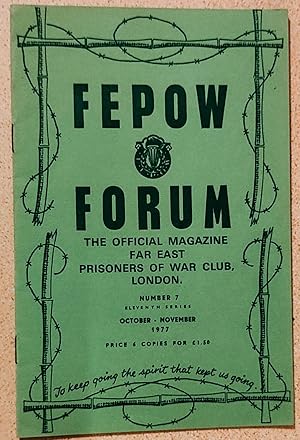 FEPOW
FORUM
THE OFFICIAL MAGAZINE
FAR EAST
PRISONERS OF WAR CLUB,
LONDON.
NUMBER 7
ELEVENTH SERIES
OCTOBER - NOVEMBER
1977
PRICE 6 COPIES FOR £1.50
To keep going the spirit that kept us going.